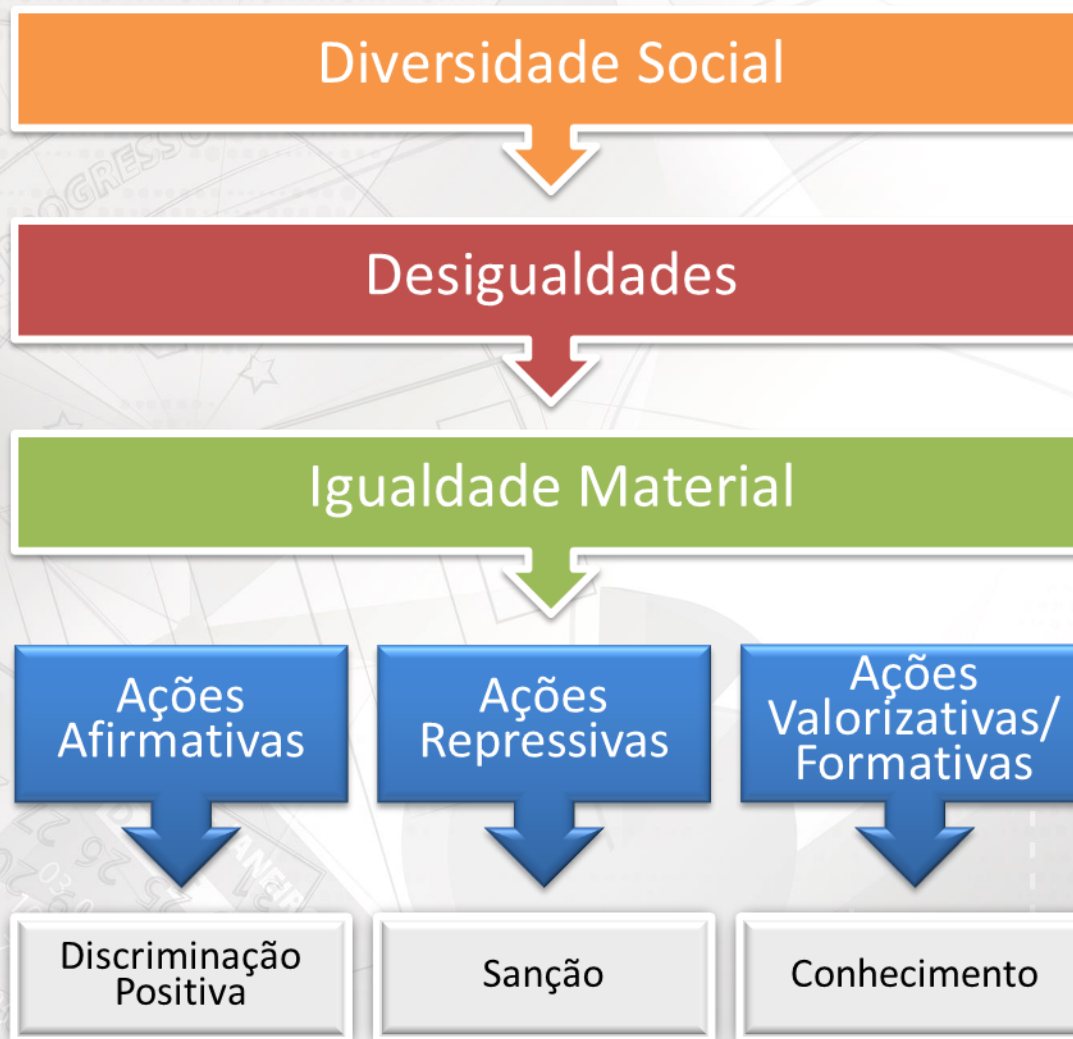 Diversidade Social
Desigualdades
Igualdade Material
Ações
Afirmativas
Ações
Repressivas
Ações
Valorizativas/
Formativas
Discriminação
Positiva
Sanção
Conhecimento